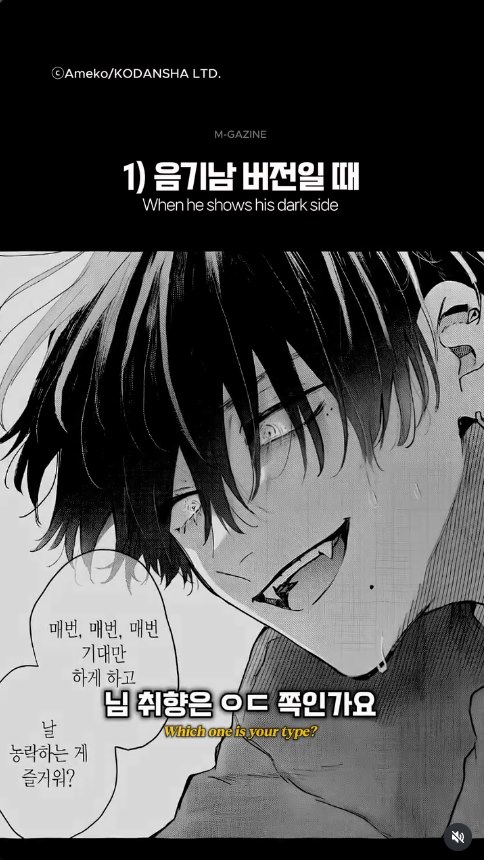 ⓒAmeko/KODANSHA LTD.
M-GAZINE
1) 음기남 버전일 때
When he shows his dark side
매번, 매번, 매번
기대만
하게 하고
님 취향은 ㅇㄷ 쪽인가요
Which one is your type?
날
농락하는 게
즐거워?